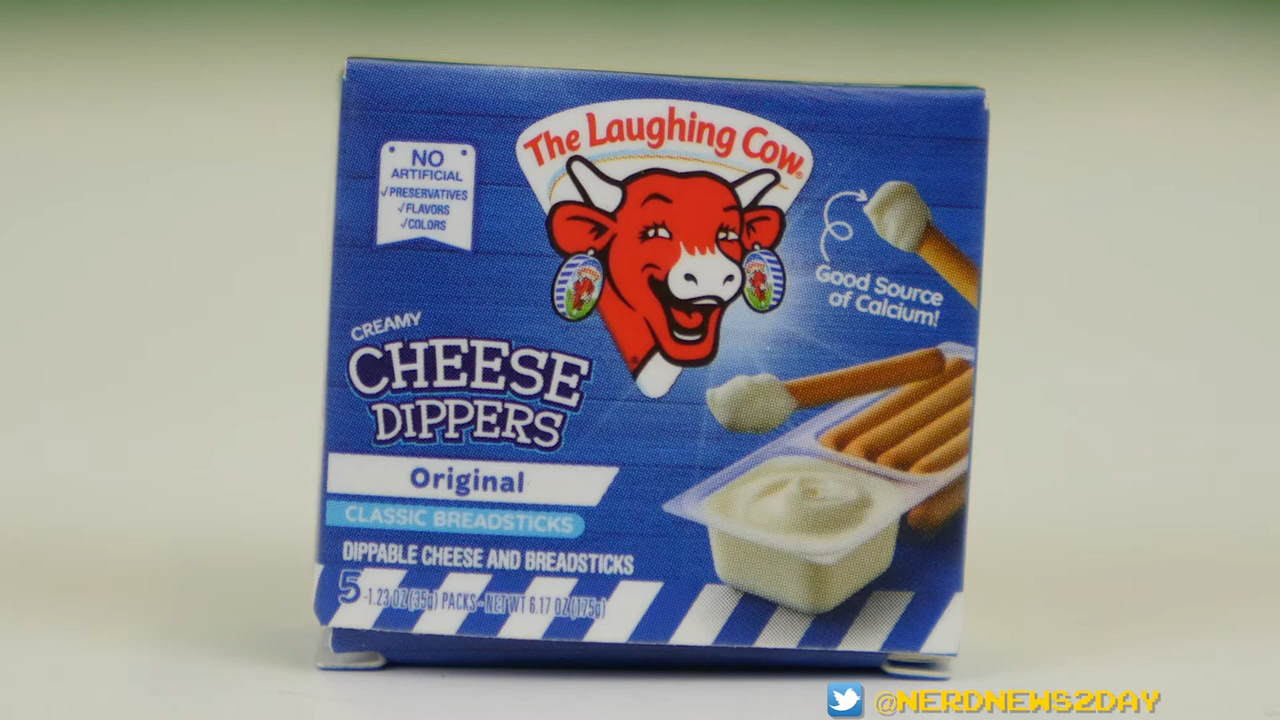 The Laughing Cow®
NO
ARTIFICIAL
√PRESERVATIVES
√FLAVORS
√COLORS
Good Source
of Calcium!
CREAMY
CHEESE
DIPPERS
Original
CLASSIC BREADSTICKS
DIPPABLE CHEESE AND BREADSTICKS
5-1.23 OZ (35g) PACKS-NET WT 6.17 OZ (175g)
@NERDNEWS2DAY